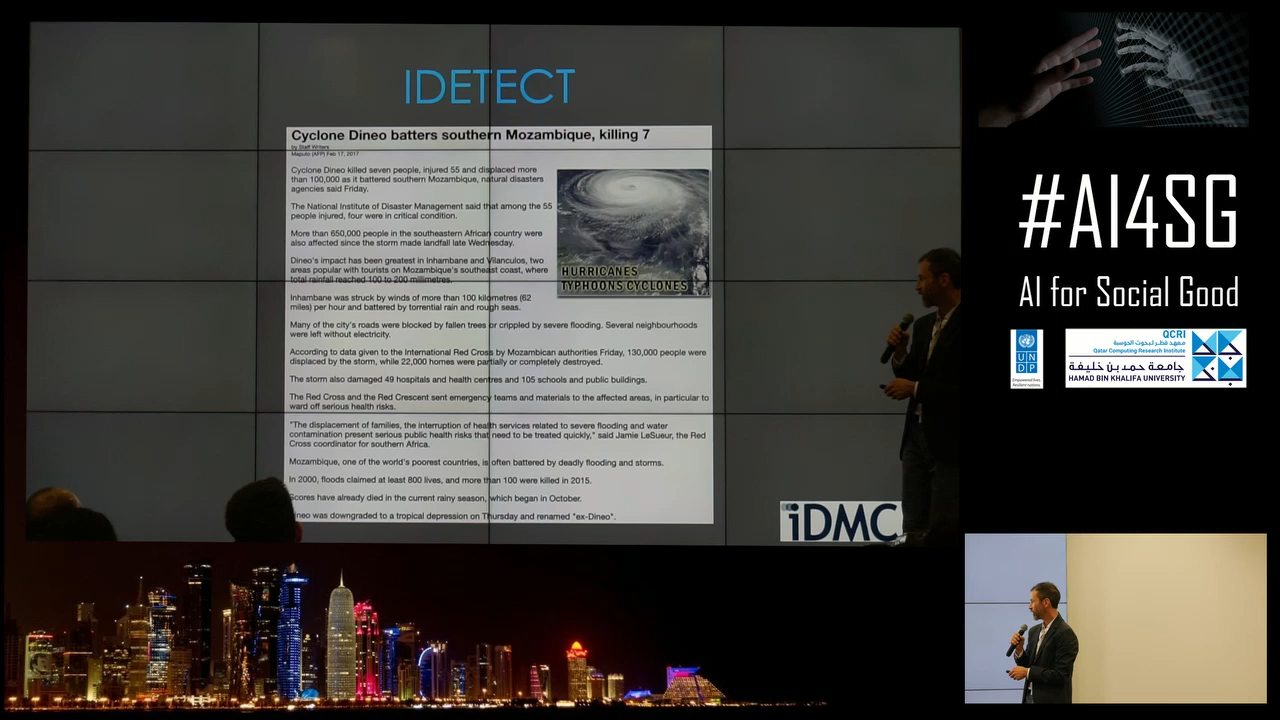 IDETECT
Cyclone Dineo batters southern Mozambique, killing 7
by Staff Writers
Maputo (AFP) Feb 17, 2017
Cyclone Dineo killed seven people, injured 55 and displaced more
than 100,000 as it battered southern Mozambique, natural disasters
agencies said Friday.
The National Institute of Disaster Management said that among the 55
people injured, four were in critical condition.
More than 650,000 people in the southeastern African country were
also affected since the storm made landfall late Wednesday.
Dineo's impact has been greatest in Inhambane and Vilanculos, two
areas popular with tourists on Mozambique's southeast coast, where
total rainfall reached 100 to 200 millimetres.
HURRICANES
TYPHOONS CYCLONES
Inhambane was struck by winds of more than 100 kilometres (62
miles) per hour and battered by torrential rain and rough seas.
Many of the city's roads were blocked by fallen trees or crippled by severe flooding. Several neighbourhoods
were left without electricity.
According to data given to the International Red Cross by Mozambican authorities Friday, 130,000 people were
displaced by the storm, while 22,000 homes were partially or completely destroyed.
The storm also damaged 49 hospitals and health centres and 105 schools and public buildings.
The Red Cross and the Red Crescent sent emergency teams and materials to the affected areas, in particular to
ward off serious health risks.
"The displacement of families, the interruption of health services related to severe flooding and water
contamination present serious public health risks that need to be treated quickly," said Jamie LeSueur, the Red
Cross coordinator for southern Africa.
Mozambique, one of the world's poorest countries, is often battered by deadly flooding and storms.
In 2000, floods claimed at least 800 lives, and more than 100 were killed in 2015.
Scores have already died in the current rainy season, which began in October.
Dineo was downgraded to a tropical depression on Thursday and renamed "ex-Dineo".
iDMC
#AI4SG
AI for Social Good
U N
D P
Empowered lives.
Resilient nations.
QCRI
معهد قطر لبحوث الحوسبة
Qatar Computing Research Institute
جامعة حمد بن خليفة
HAMAD BIN KHALIFA UNIVERSITY